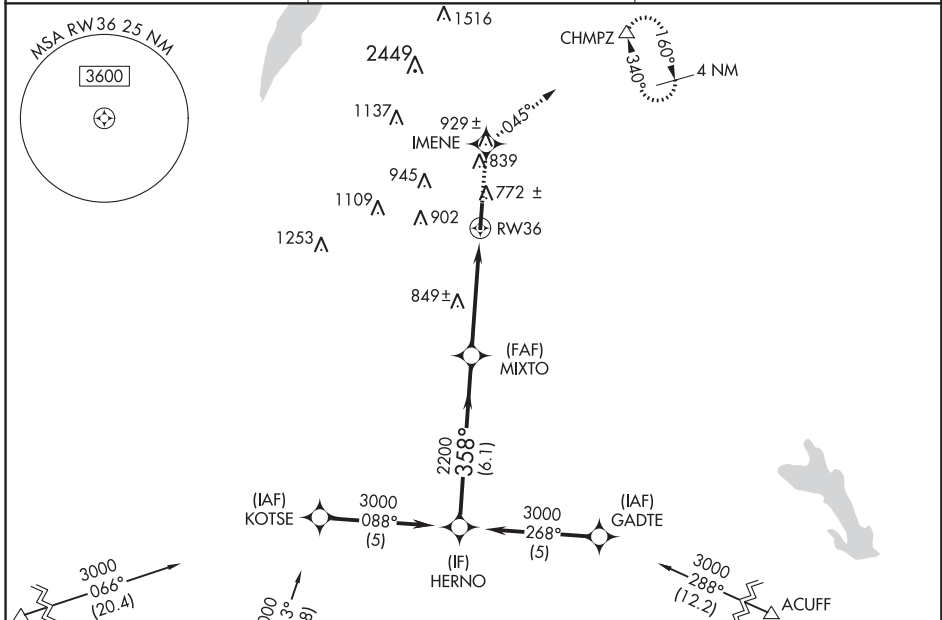 MSA RW36 25 NM
3600
1516
2449
1137
929 ±
IMENE
045°
839
945
772 ±
1109
902
RW36
1253
849±
CHMPZ
160°
340°
4 NM
(FAF)
MIXTO
2200
358°
(6.1)
(IAF)
KOTSE
3000
088°
(5)
(IF)
HERNO
3000
268°
(5)
(IAF)
GADTE
3000
066°
(20.4)
3000
288°
(12.2)
ACUFF